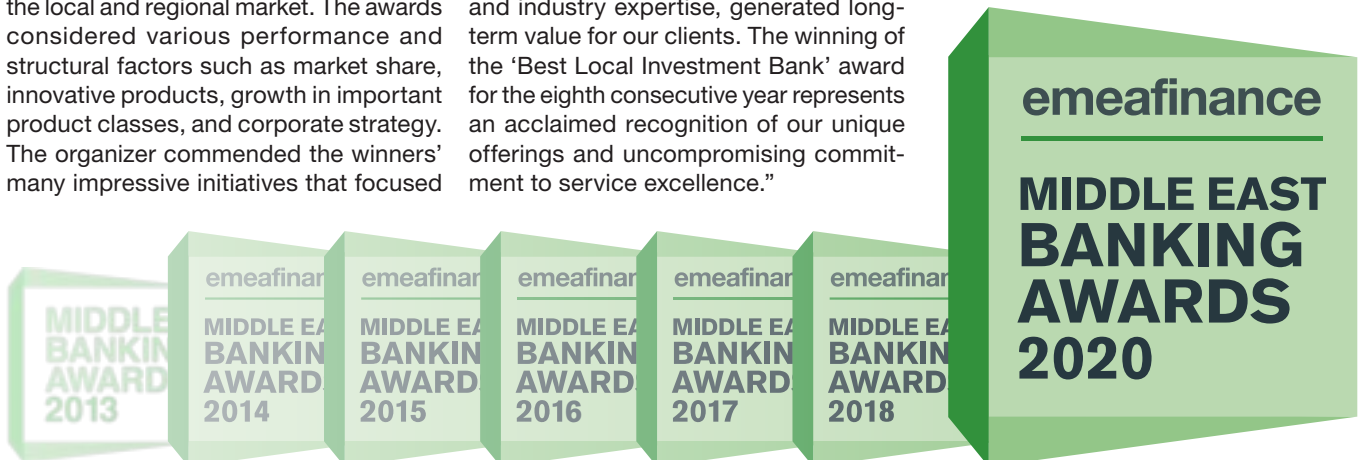 the local and regional market. The awards
considered various performance and
structural factors such as market share,
innovative products, growth in important
product classes, and corporate strategy.
The organizer commended the winners’
many impressive initiatives that focused
and industry expertise, generated long-
term value for our clients. The winning of
the ‘Best Local Investment Bank’ award
for the eighth consecutive year represents
an acclaimed recognition of our unique
offerings and uncompromising commit-
ment to service excellence.”
MIDDLE
BANKIN
AWARD
2013
emeafinar
MIDDLE EA
BANKIN
AWARD
2014
emeafinar
MIDDLE EA
BANKIN
AWARD
2015
emeafinar
MIDDLE EA
BANKIN
AWARD
2016
emeafinar
MIDDLE EA
BANKIN
AWARD
2017
emeafinar
MIDDLE EA
BANKIN
AWARD
2018
emeafinance
MIDDLE EAST
BANKING
AWARDS
2020